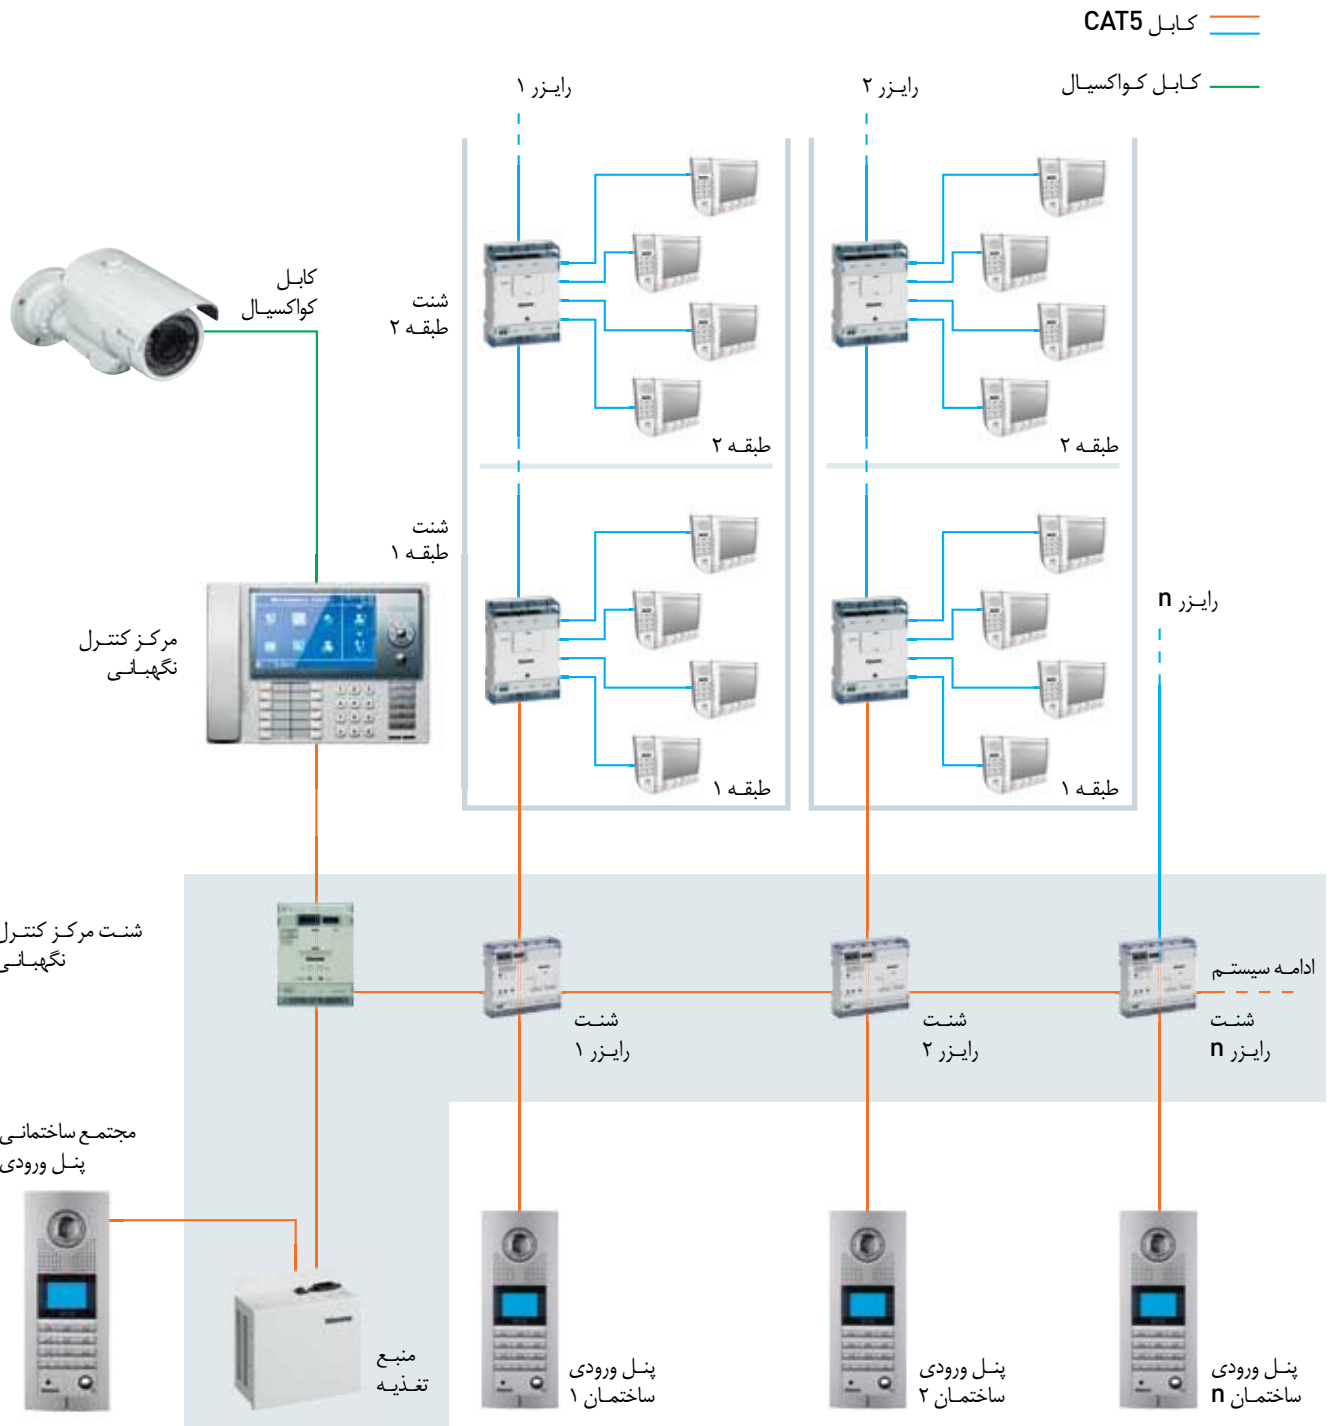 کابل CAT5
کابل کواکسیال
رایزر ۱
رایزر ۲
کابل
کواکسیال
شنت
طبقه ۲
طبقه ۲
طبقه ۲
شنت
طبقه ۱
رایزر n
مرکز کنترل
نگهبانی
طبقه ۱
طبقه ۱
شنت مرکز کنترل
نگهبانی
ادامه سیستم
شنت
رایزر ۱
شنت
رایزر ۲
شنت
رایزر n
مجتمع ساختمانی
پنل ورودی
منبع
تغذیه
پنل ورودی
ساختمان ۱
پنل ورودی
ساختمان ۲
پنل ورودی
ساختمان n